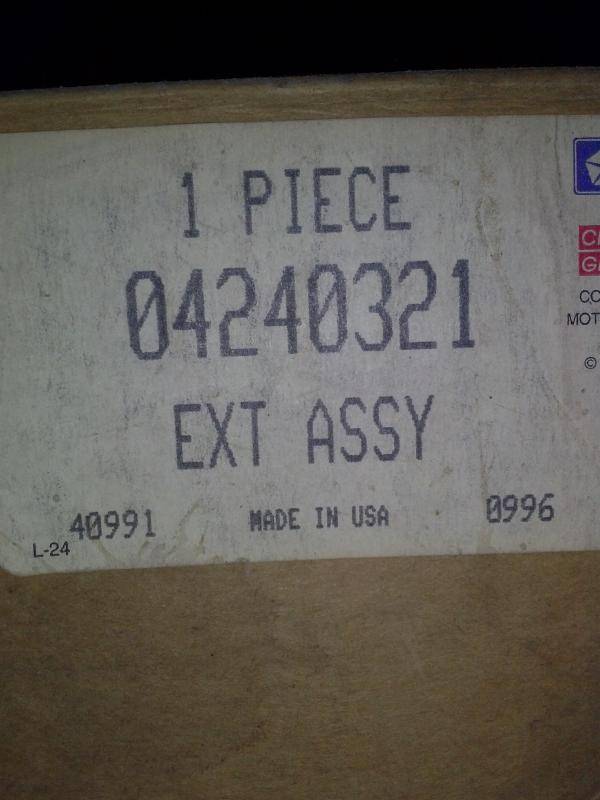 1 PIECE
04240321
EXT ASSY
40991 MADE IN USA 0996
L-24
©